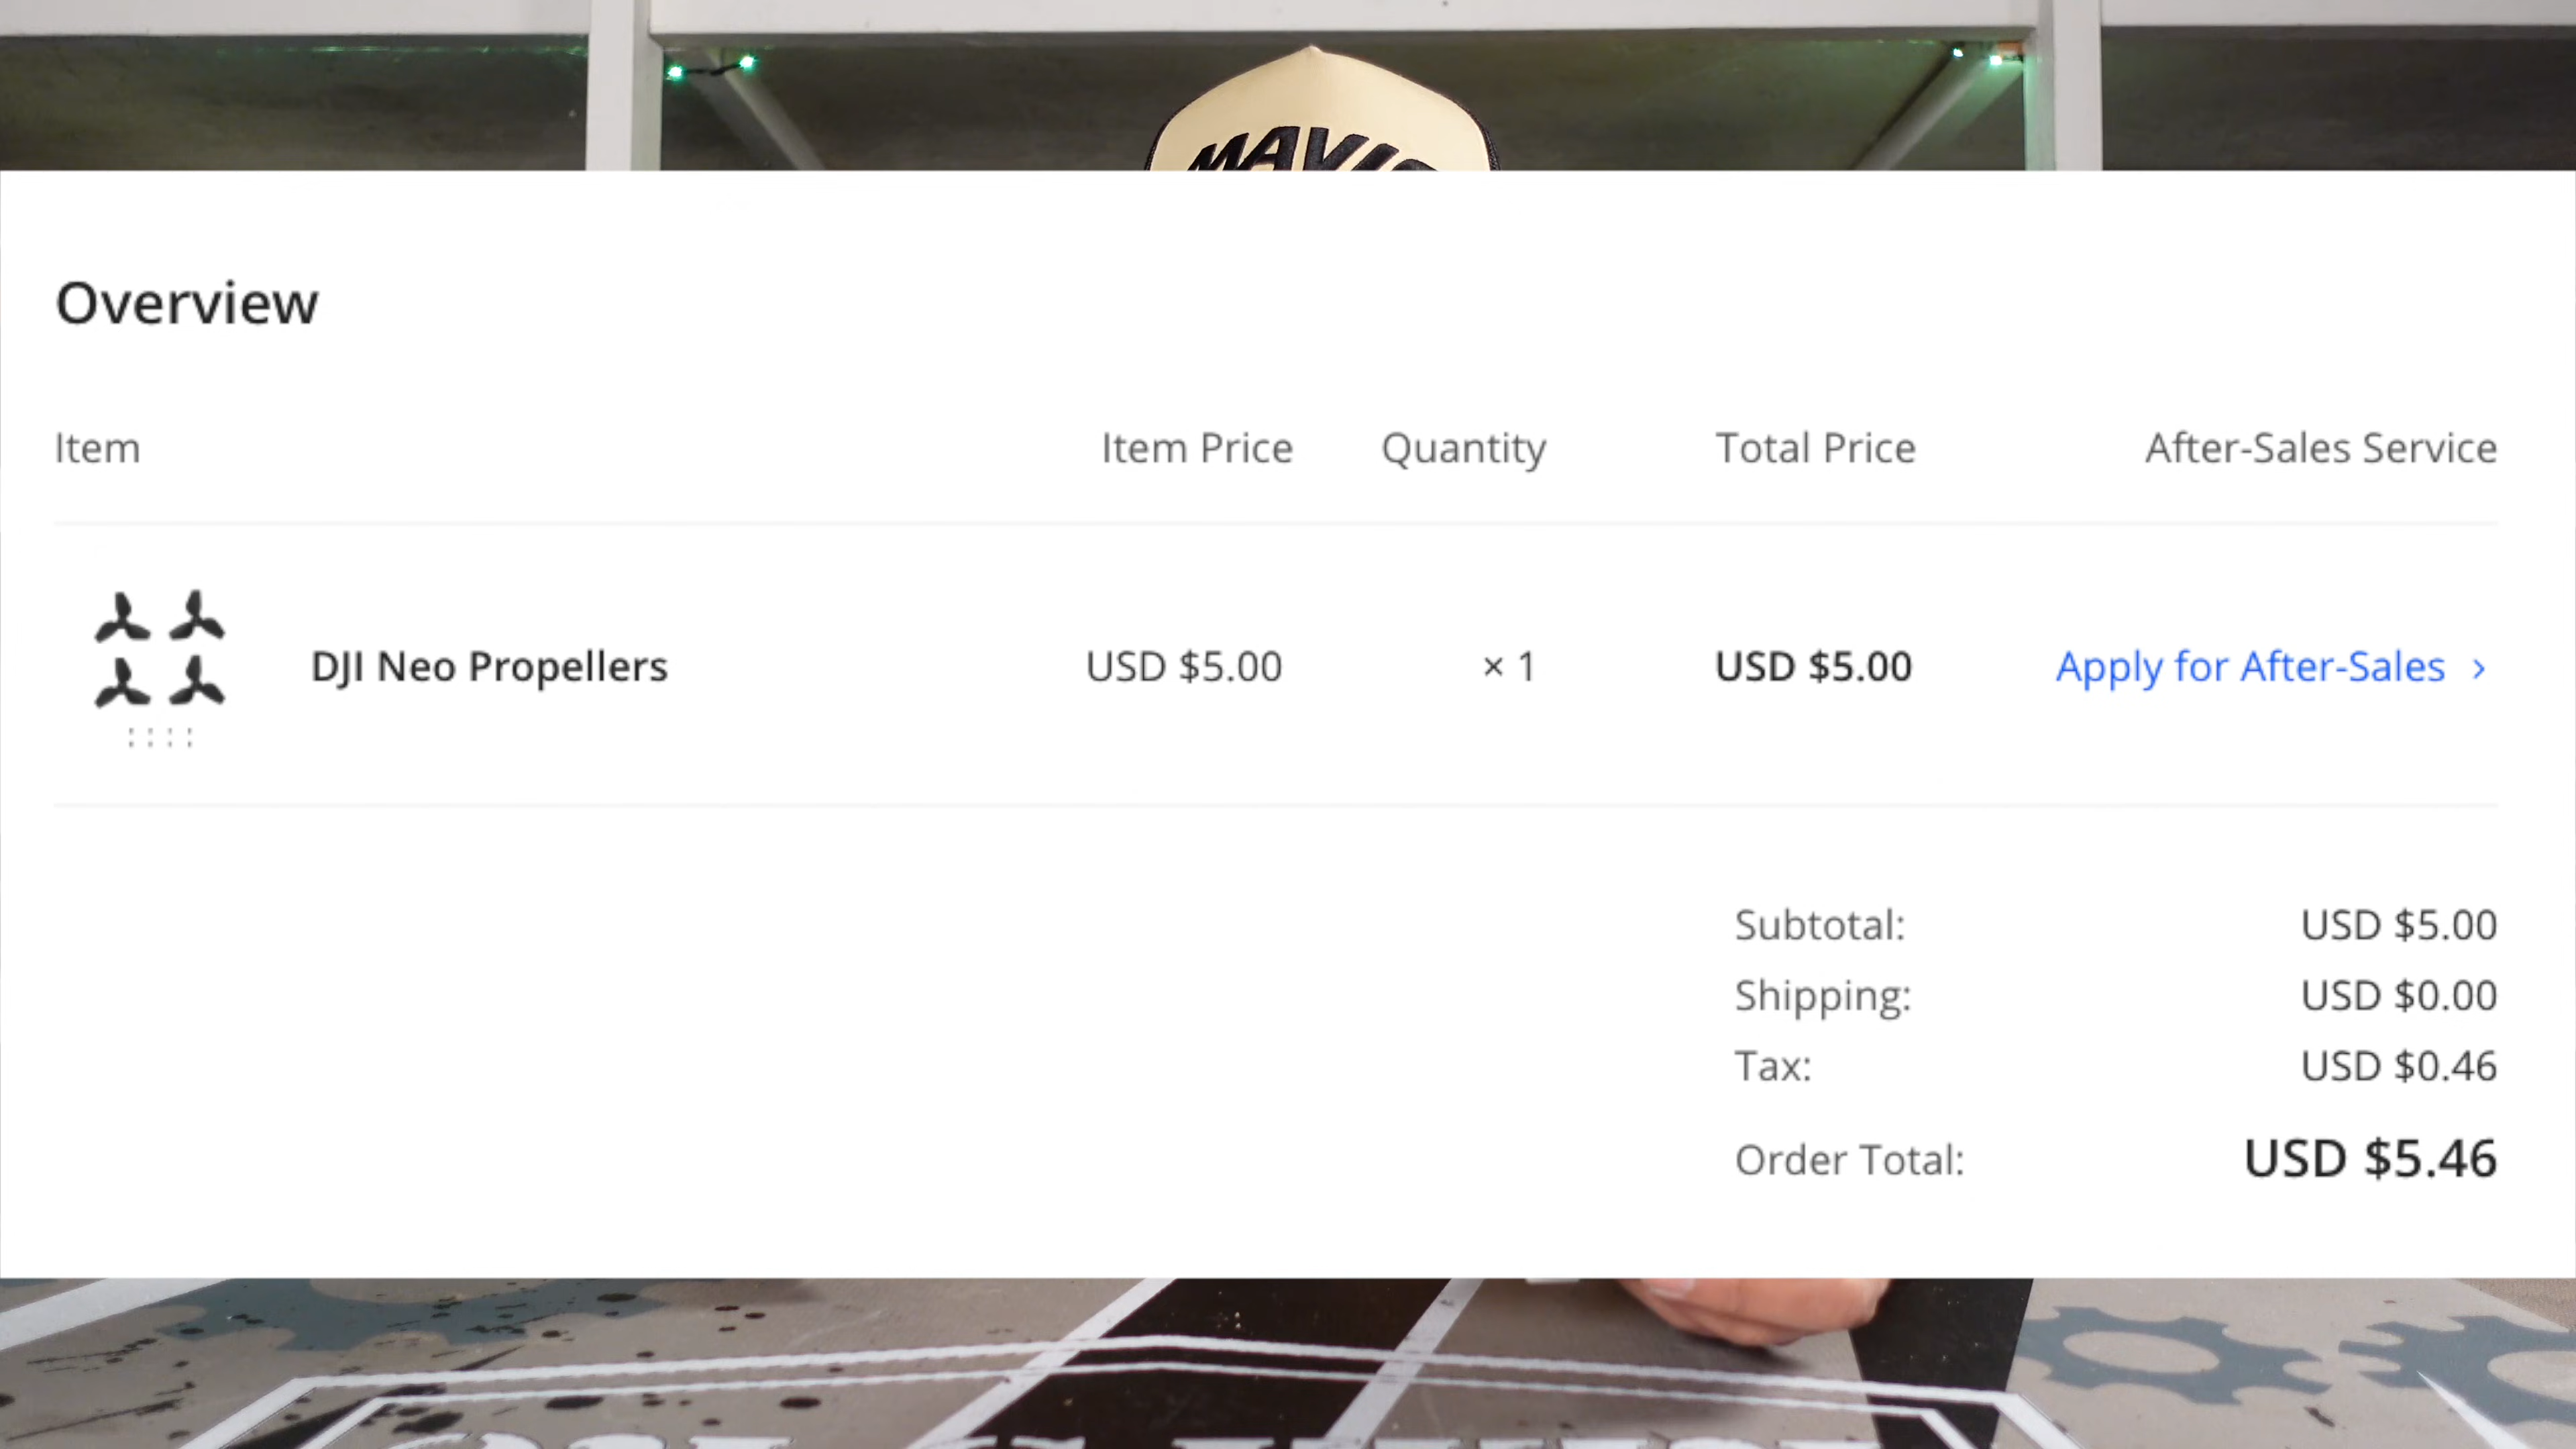 Overview
Item Item Price Quantity Total Price After-Sales Service
DJI Neo Propellers USD $5.00 × 1 USD $5.00 Apply for After-Sales >
Subtotal: USD $5.00
Shipping: USD $0.00
Tax: USD $0.46
Order Total: USD $5.46